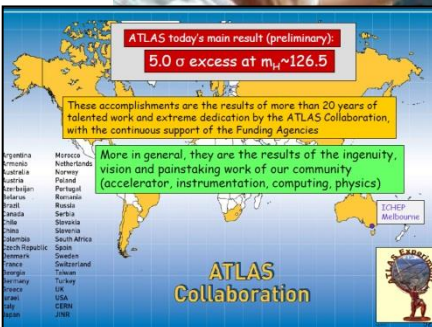 ATLAS today's main result (preliminary):
5.0 σ excess at mH~126.5
These accomplishments are the results of more than 20 years of
talented work and extreme dedication by the ATLAS Collaboration,
with the continuous support of the Funding Agencies
More in general, they are the results of the ingenuity,
vision and painstaking work of our community
(accelerator, instrumentation, computing, physics)
Argentina Morocco
Armenia Netherlands
Australia Norway
Austria Poland
Azerbaijan Portugal
Belarus Romania
Brazil Russia
Canada Serbia
Chile Slovakia
China Slovenia
Colombia South Africa
Czech Republic Spain
Denmark Sweden
France Switzerland
Georgia Taiwan
Germany Turkey
Greece UK
Israel USA
Italy CERN
Japan JINR
ICHEP
Melbourne
ATLAS
Collaboration
ATLAS Experiment